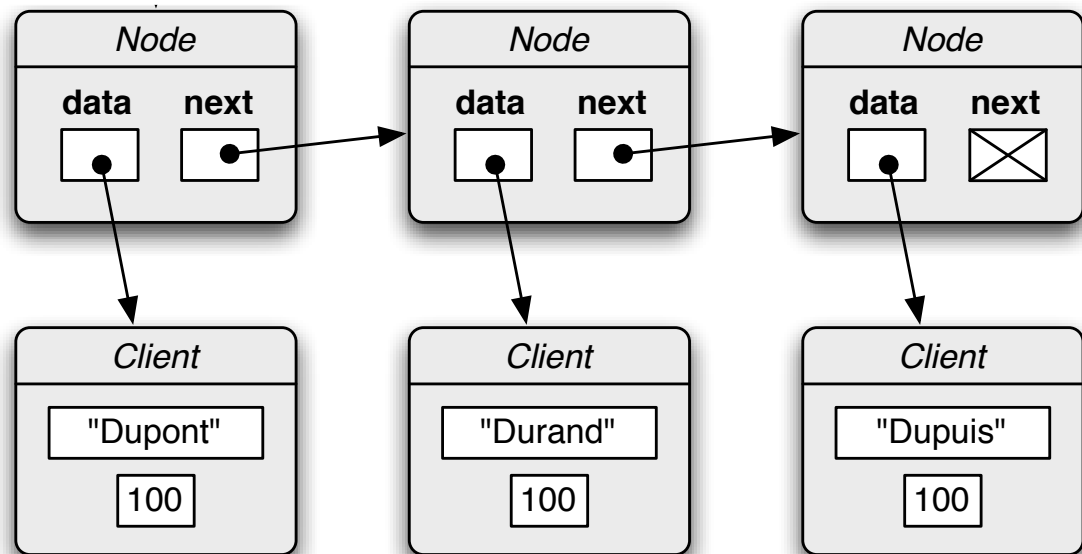 Node Node Node
data next data next data next
Client Client Client
"Dupont" "Durand" "Dupuis"
100 100 100